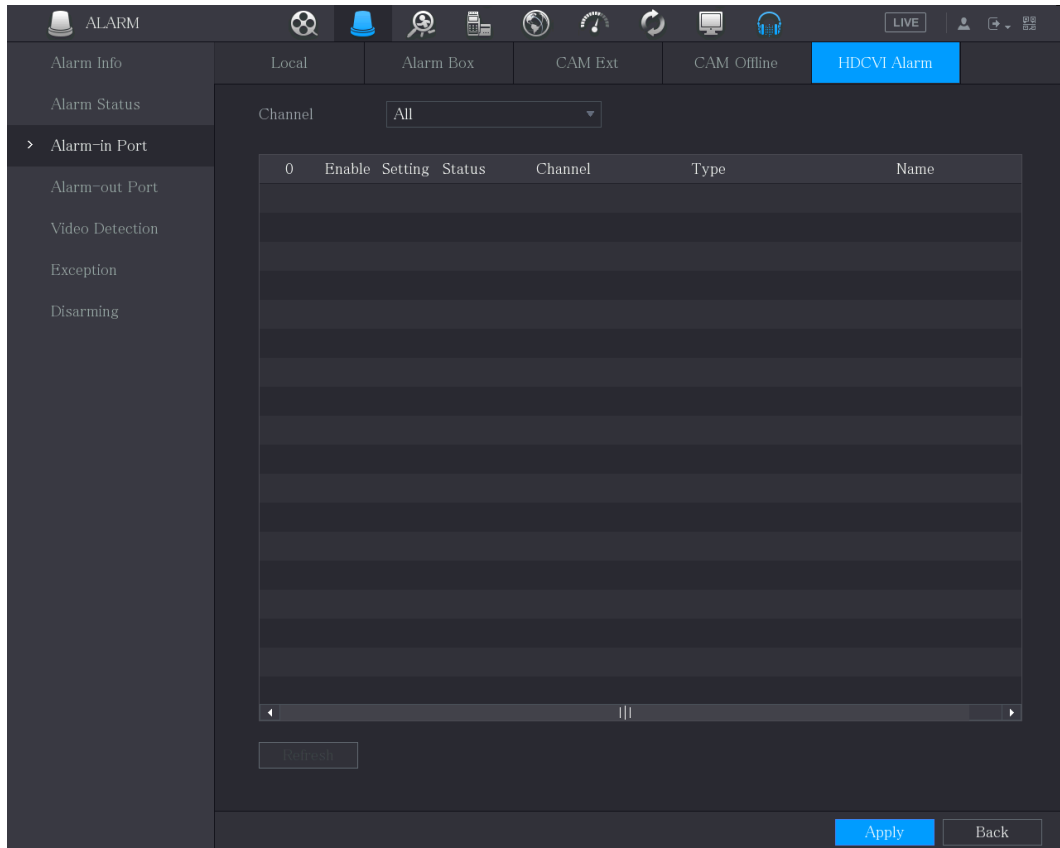 ALARM LIVE
Alarm Info
Alarm Status
Alarm-in Port
Alarm-out Port
Video Detection
Exception
Disarming
Local Alarm Box CAM Ext CAM Offline HDCVI Alarm
Channel All
0 Enable Setting Status Channel Type Name
Refresh
Apply Back